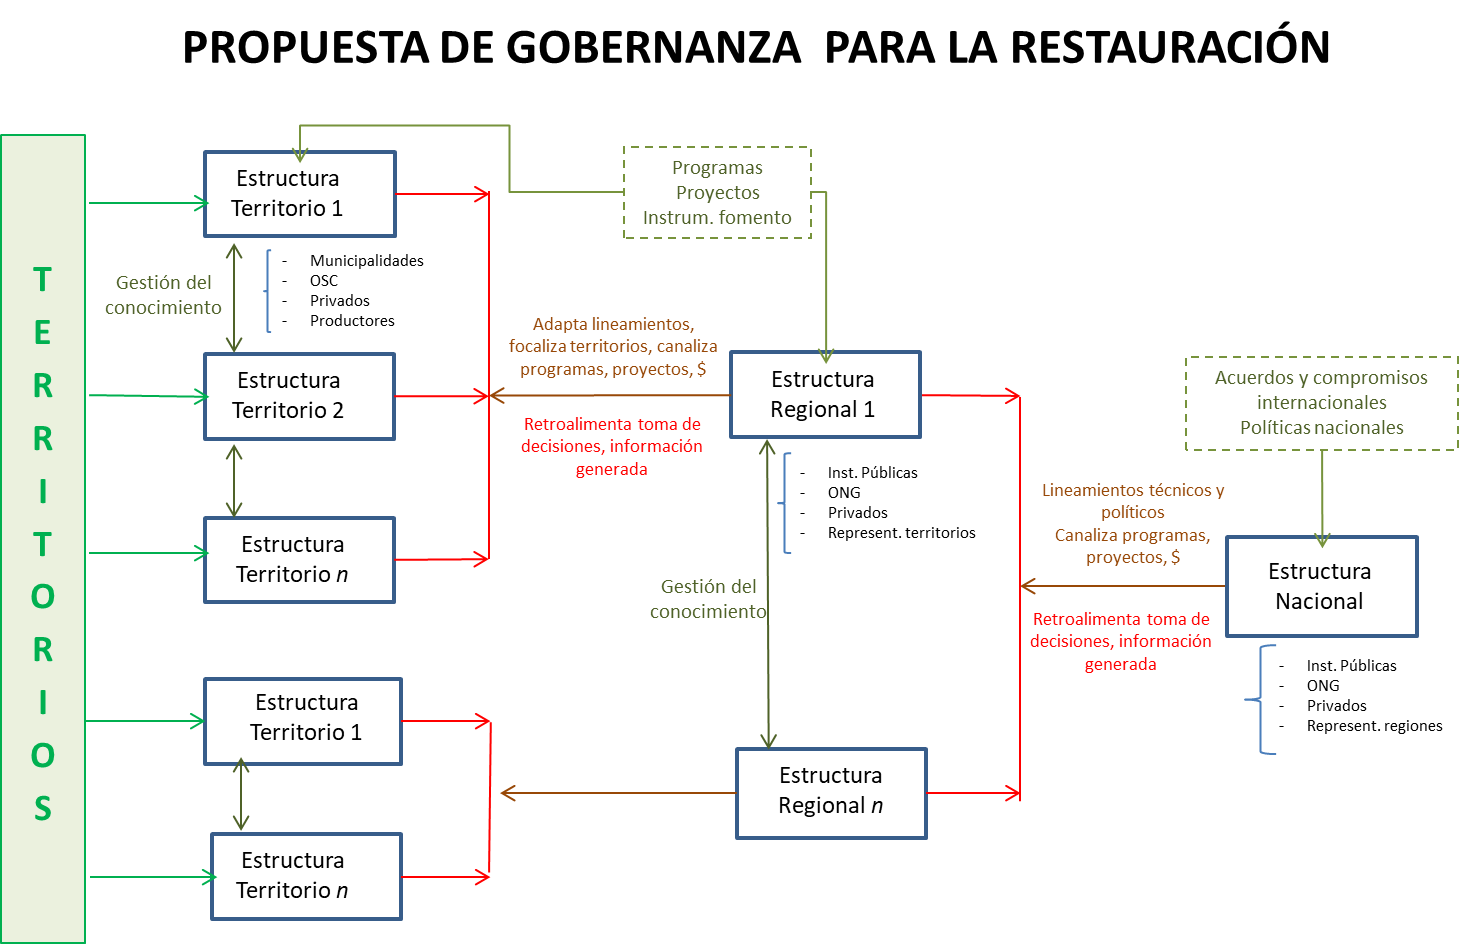 PROPUESTA DE GOBERNANZA PARA LA RESTAURACIÓN
T
E
R
R
I
T
O
R
I
O
S
Estructura
Territorio 1
Gestión del
conocimiento
- Municipalidades
- OSC
- Privados
- Productores
Estructura
Territorio 2
Estructura
Territorio n
Estructura
Territorio 1
Estructura
Territorio n
Programas
Proyectos
Instrum. fomento
Adapta lineamientos,
focaliza territorios, canaliza
programas, proyectos, $
Retroalimenta toma de
decisiones, información
generada
Estructura
Regional 1
- Inst. Públicas
- ONG
- Privados
- Represent. territorios
Gestión del
conocimiento
Estructura
Regional n
Acuerdos y compromisos
internacionales
Políticas nacionales
Lineamientos técnicos y
políticos
Canaliza programas,
proyectos, $
Retroalimenta toma de
decisiones, información
generada
Estructura
Nacional
- Inst. Públicas
- ONG
- Privados
- Represent. regiones